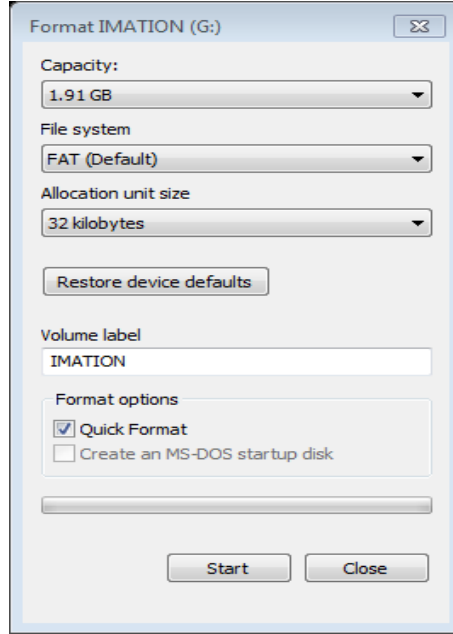 Format IMATION (G:)
Capacity:
1.91 GB
File system
FAT (Default)
Allocation unit size
32 kilobytes
Restore device defaults
Volume label
IMATION
Format options
Quick Format
Create an MS-DOS startup disk
Start Close